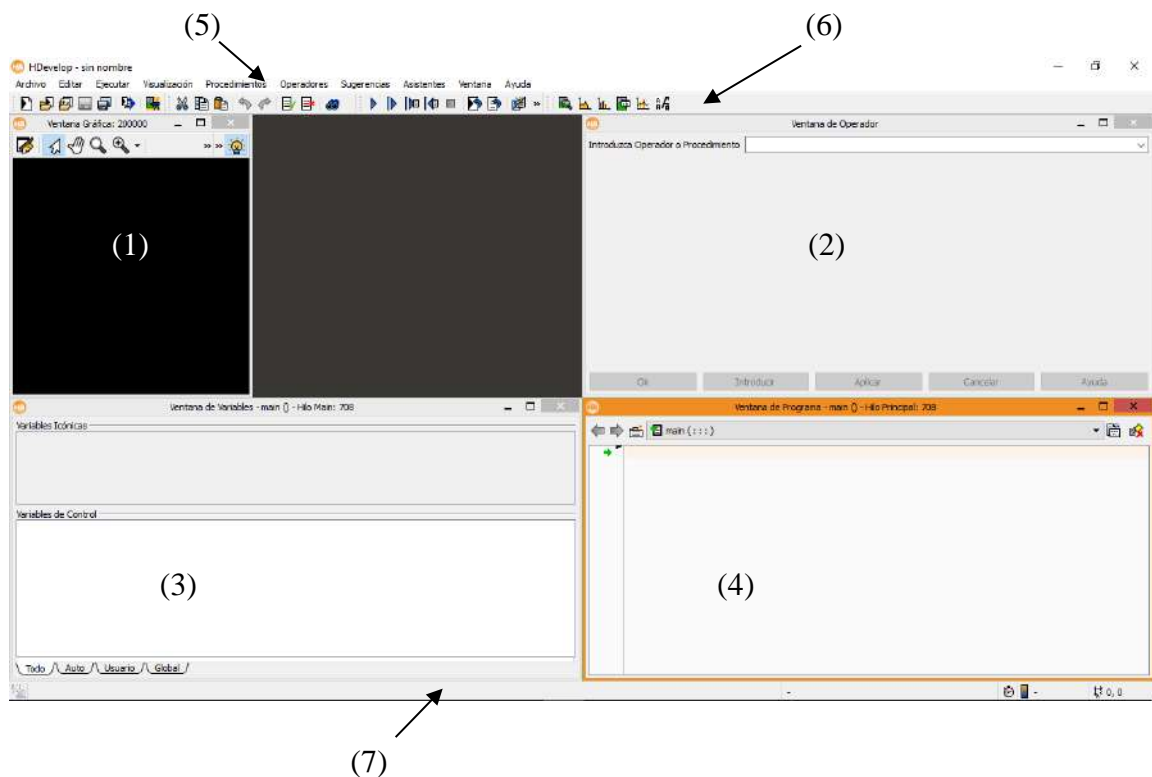 (5)
(6)
HDevelop - sin nombre
Archivo Editar Ejecutar Visualización Procedimientos Operadores Sugerencias Asistentes Ventana Ayuda
Ventana Gráfica: 200000
Ventana de Operador
Introduzca Operador o Procedimiento
(1)
(2)
Ok Introducir Aplicar Cancelar Ayuda
Ventana de Variables - main () - Hilo Main: 708
Ventana de Programa - main () - Hilo Principal: 708
Variables Icónicas
main (:::)
Variables de Control
(3)
(4)
Todo Auto Usuario Global
- - 0, 0
(7)